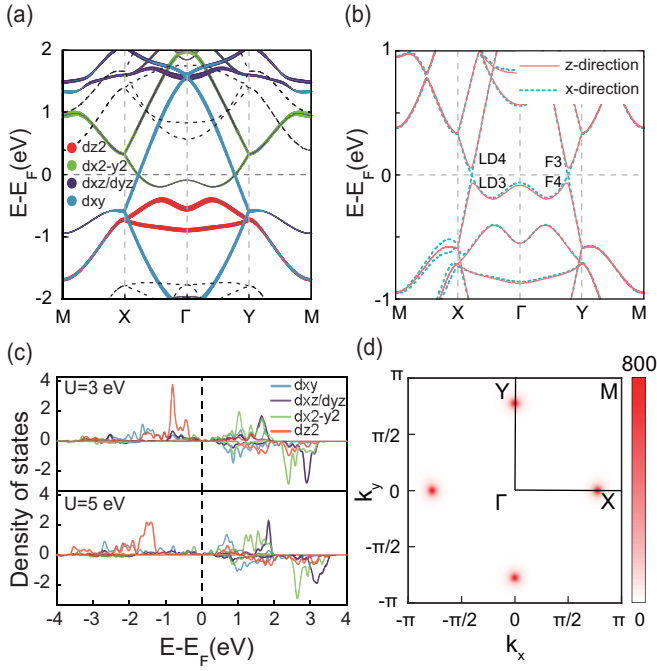 (a)
2
1
0
-1
-2
E-E_F(eV)
dz2
dx2-y2
dxz/dyz
dxy
M X Γ Y M
(b)
1
0
-1
E-E_F(eV)
z-direction
x-direction
LD4
F3
LD3
F4
M X Γ Y M
(c)
U=3 eV
4
2
0
-2
dxy
dxz/dyz
dx2-y2
dz2
U=5 eV
4
2
0
-2
Density of states
-4 -3 -2 -1 0 1 2 3 4
E-E_F(eV)
(d)
π
π/2
0
-π/2
-π
k_y
Y
M
Γ
X
-π -π/2 0 π/2 π
k_x
800
0